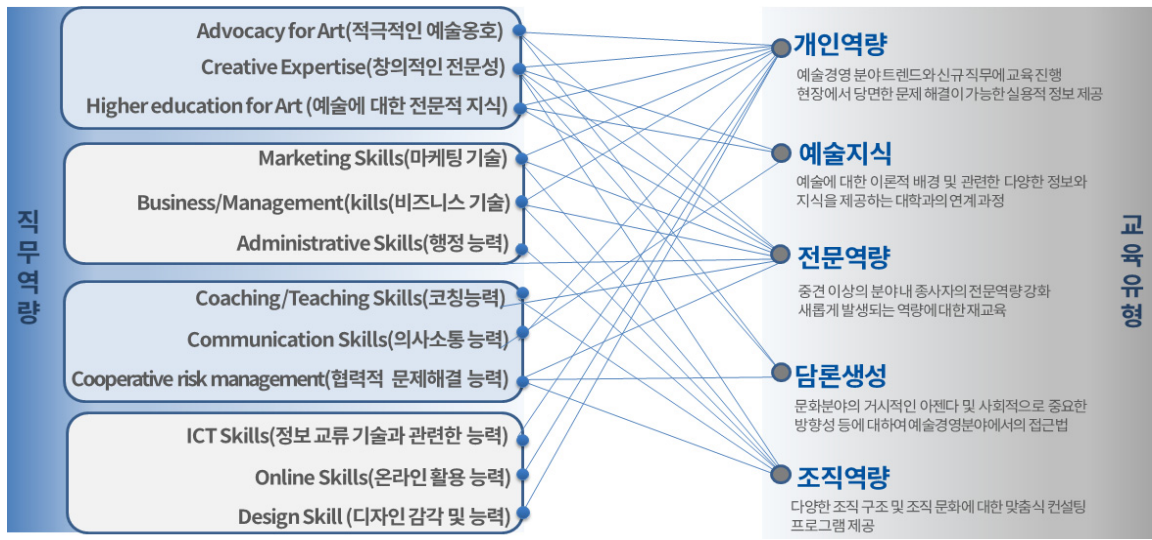 직무역량
Advocacy for Art(적극적인 예술옹호)
Creative Expertise(창의적인 전문성)
Higher education for Art (예술에 대한 전문적 지식)
Marketing Skills(마케팅 기술)
Business/Management(kills(비즈니스 기술)
Administrative Skills(행정 능력)
Coaching/Teaching Skills(코칭능력)
Communication Skills(의사소통 능력)
Cooperative risk management(협력적 문제해결 능력)
ICT Skills(정보 교류 기술과 관련한 능력)
Online Skills(온라인 활용 능력)
Design Skill (디자인 감각 및 능력)
개인역량
예술경영 분야 트렌드와 신규 직무에 교육 진행
현장에서 당면한 문제 해결이 가능한 실용적 정보 제공
예술지식
예술에 대한 이론적 배경 및 관련한 다양한 정보와
지식을 제공하는 대학과의 연계 과정
전문역량
중견 이상의 분야 내 종사자의 전문역량 강화
새롭게 발생되는 역량에 대한 재교육
담론생성
문화분야의 거시적인 아젠다 및 사회적으로 중요한
방향성 등에 대하여 예술경영분야에서의 접근법
조직역량
다양한 조직 구조 및 조직 문화에 대한 맞춤식 컨설팅
프로그램 제공
교육유형